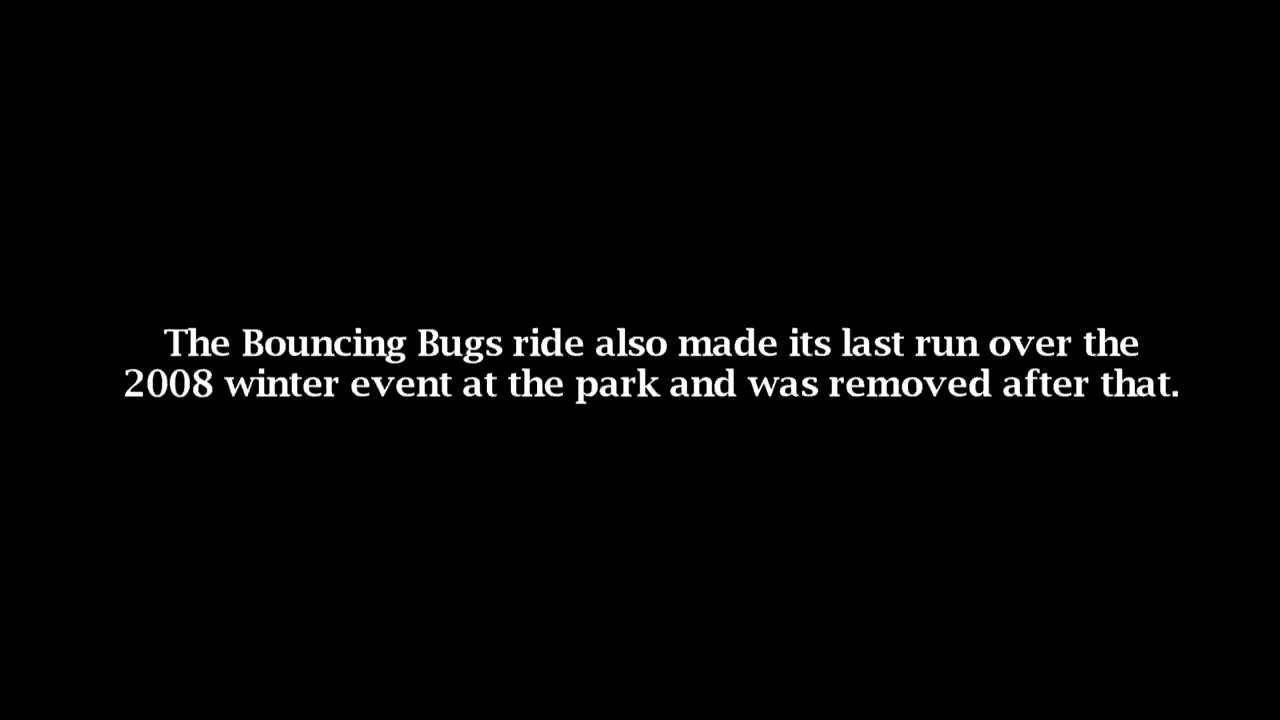 The Bouncing Bugs ride also made its last run over the
2008 winter event at the park and was removed after that.